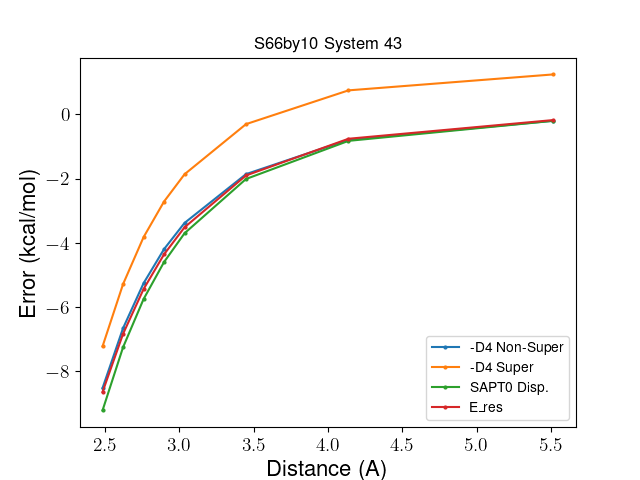 S66by10 System 43
Error (kcal/mol)
0
−2
−4
−6
−8
-D4 Non-Super
-D4 Super
SAPT0 Disp.
E_res
2.5 3.0 3.5 4.0 4.5 5.0 5.5
Distance (A)